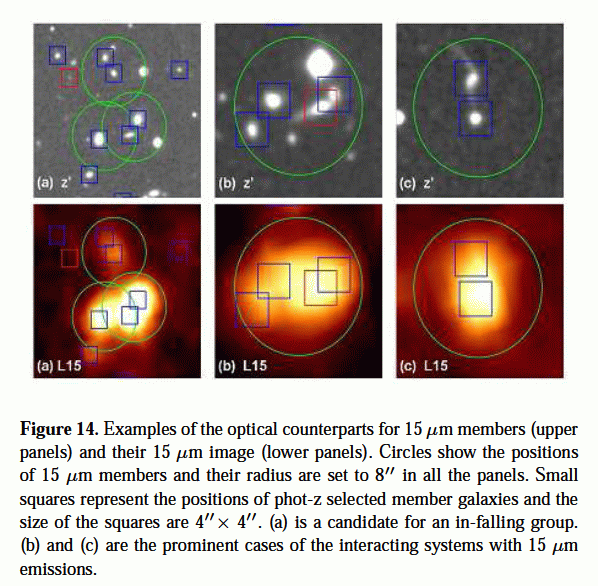 (a) z'
(b) z'
(c) z'
(a) L15
(b) L15
(c) L15
Figure 14. Examples of the optical counterparts for 15 μm members (upper
panels) and their 15 μm image (lower panels). Circles show the positions
of 15 μm members and their radius are set to 8″ in all the panels. Small
squares represent the positions of phot-z selected member galaxies and the
size of the squares are 4″× 4″. (a) is a candidate for an in-falling group.
(b) and (c) are the prominent cases of the interacting systems with 15 μm
emissions.